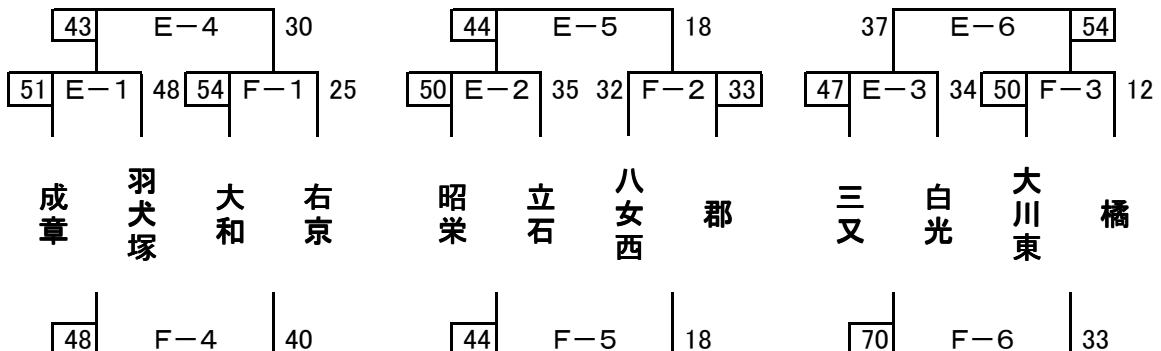 43 E-4 30 44 E-5 18 37 E-6 54
51 E-1 48 54 F-1 25 50 E-2 35 32 F-2 33 47 E-3 34 50 F-3 12
成章 羽犬塚 大和 右京 昭栄 立石 八女西 郡 三又 白光 大川東 橘
48 F-4 40 44 F-5 18 70 F-6 33